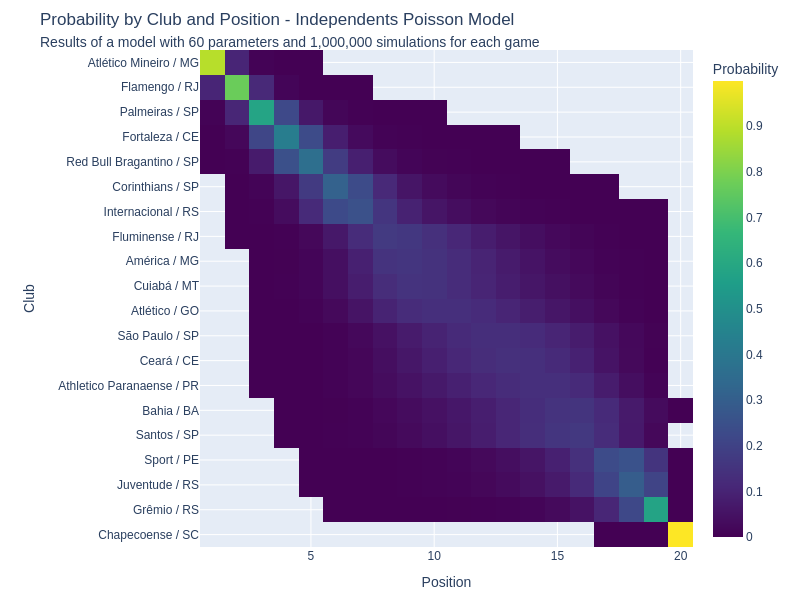 Probability by Club and Position - Independents Poisson Model
Results of a model with 60 parameters and 1,000,000 simulations for each game
Probability
Atlético Mineiro / MG
Flamengo / RJ
Palmeiras / SP
Fortaleza / CE
Red Bull Bragantino / SP
Corinthians / SP
Internacional / RS
Fluminense / RJ
América / MG
Cuiabá / MT
Atlético / GO
São Paulo / SP
Ceará / CE
Athletico Paranaense / PR
Bahia / BA
Santos / SP
Sport / PE
Juventude / RS
Grêmio / RS
Chapecoense / SC
Club
5
10
15
20
Position
0.9
0.8
0.7
0.6
0.5
0.4
0.3
0.2
0.1
0